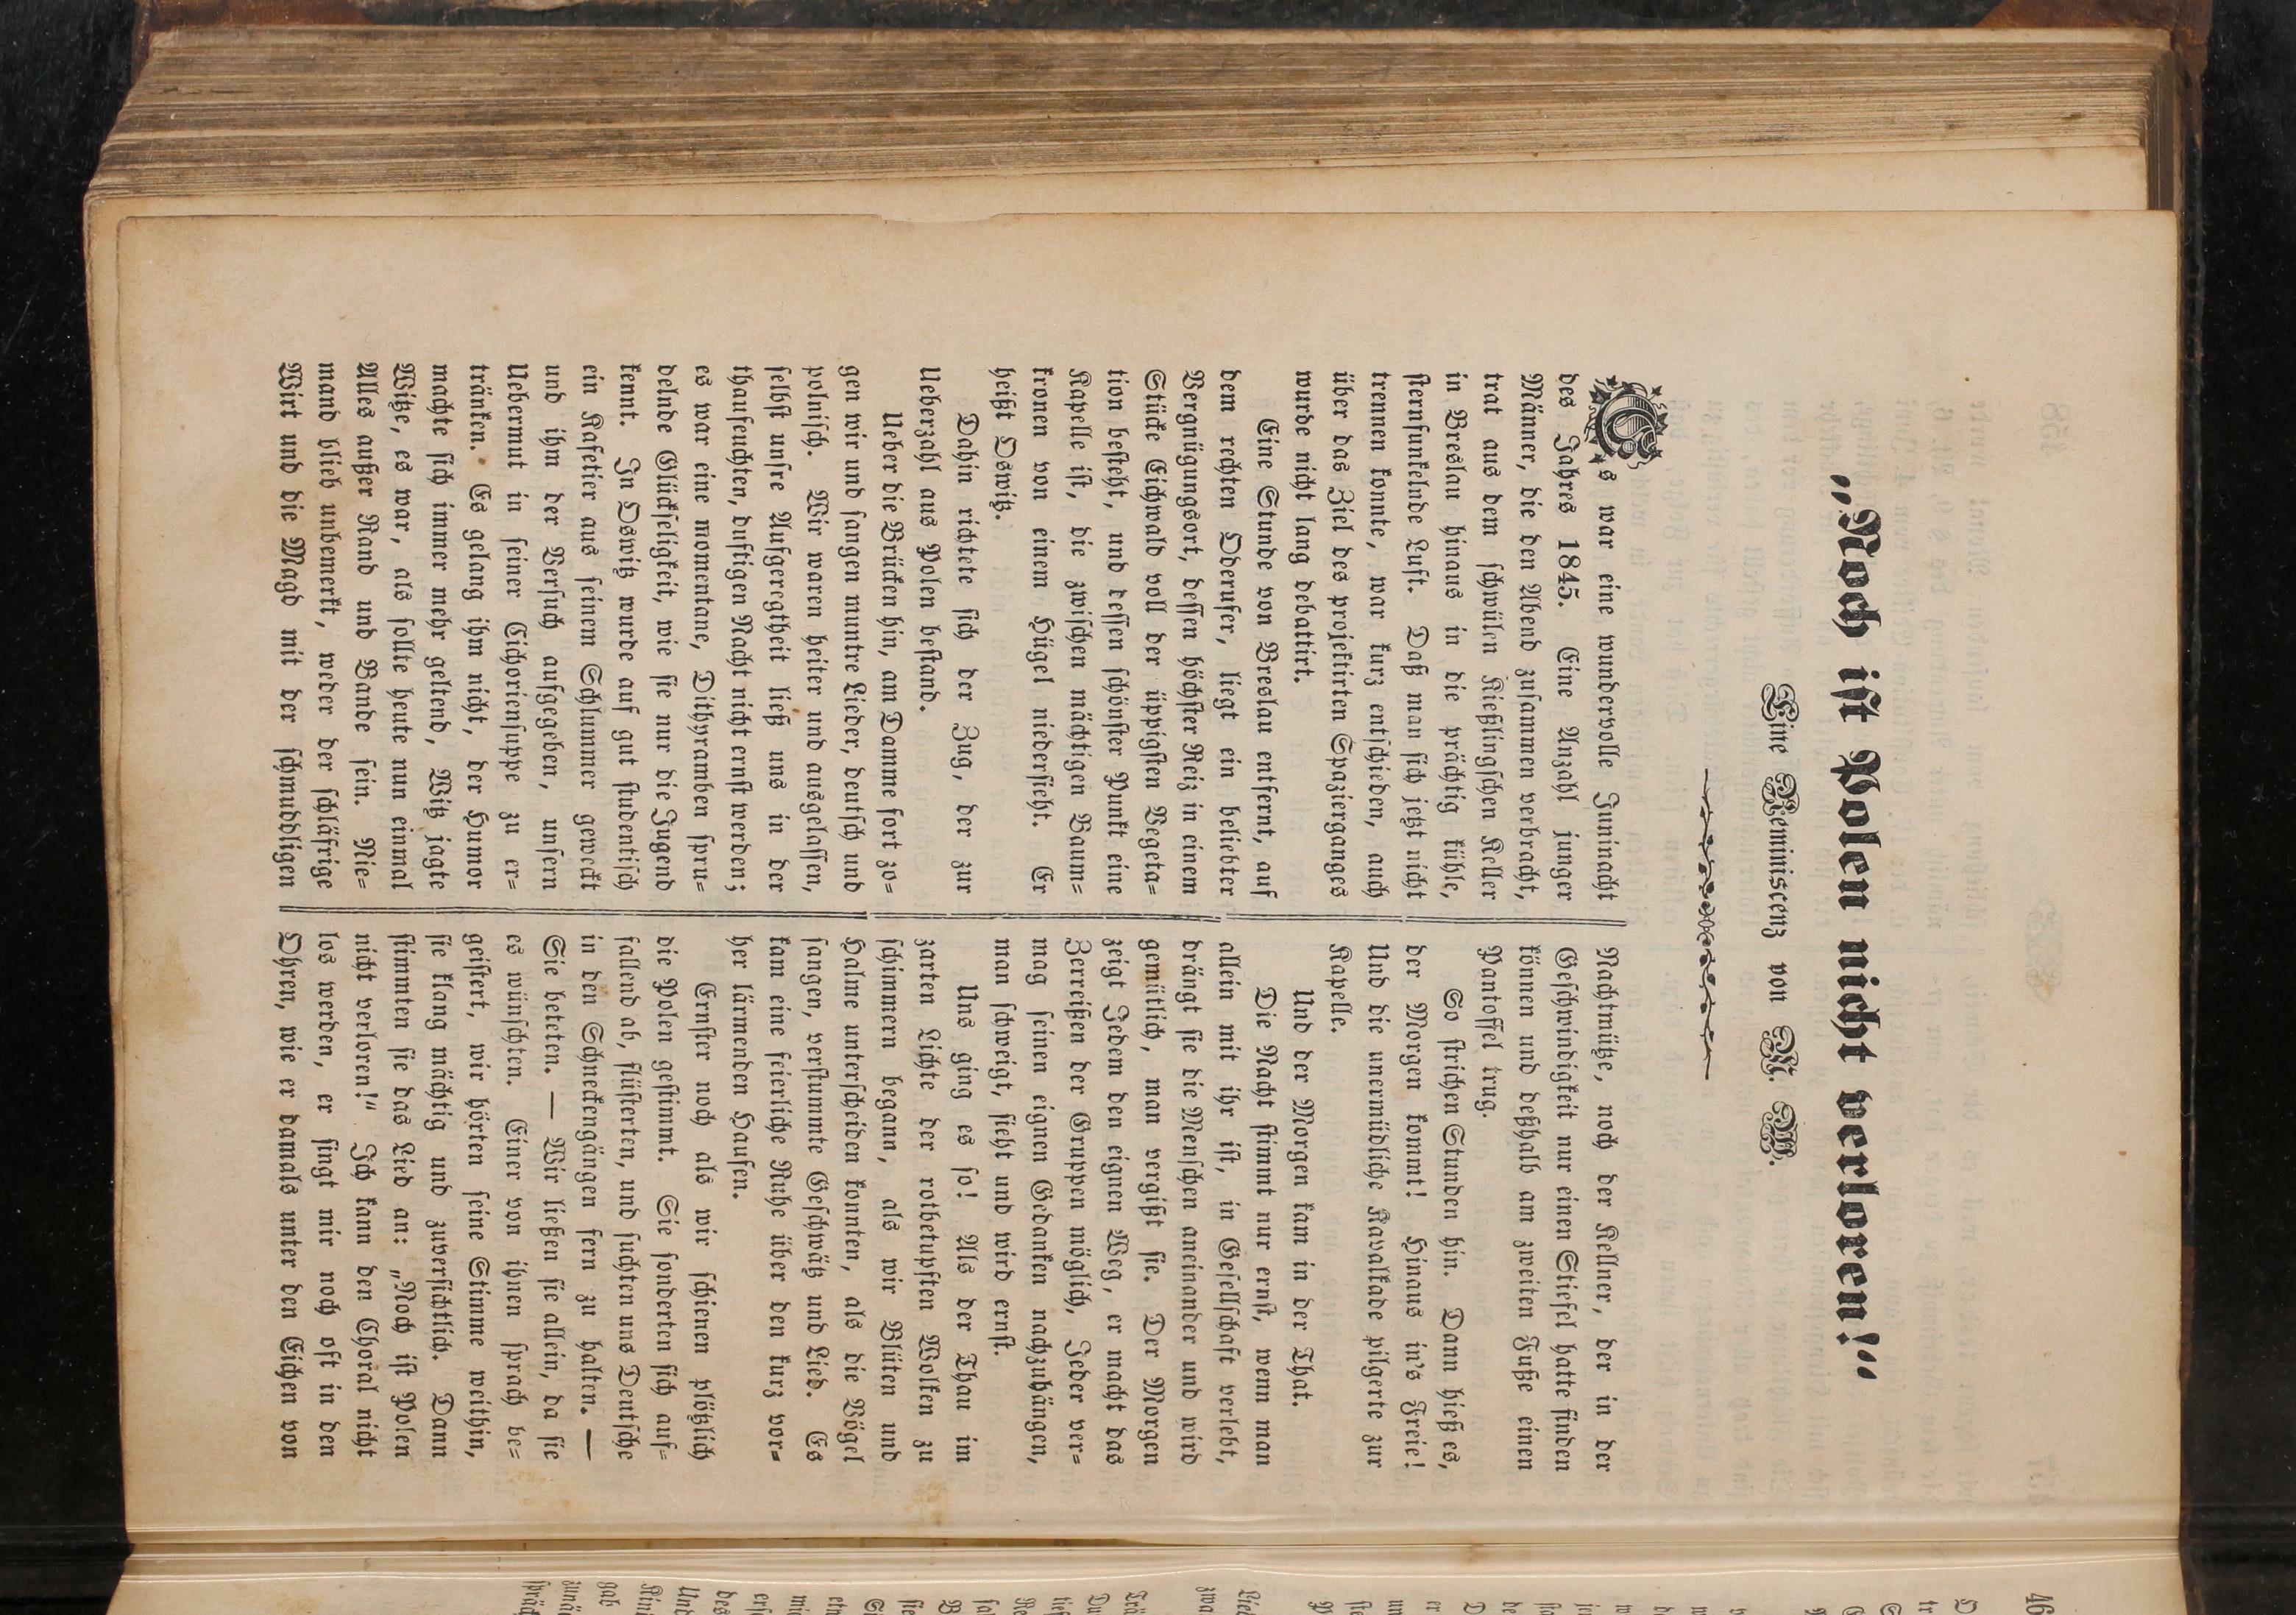 „Noch ist Polen nicht verloren!“
Eine Reminiscenz von M. W.
Es war eine wundervolle Juninacht
des Jahres 1845. Eine Anzahl junger
Männer, die den Abend zusammen verbracht,
trat aus dem schwülen Kießlingschen Keller
in Breslau hinaus in die prächtig kühle,
sternfunkelnde Luft. Daß man sich jetzt nicht
trennen konnte, war kurz entschieden, auch
über das Ziel des projektirten Spazierganges
wurde nicht lang debattirt.
Eine Stunde von Breslau entfernt, auf
dem rechten Oderufer, liegt ein beliebter
Vergnügungsort, dessen höchster Reiz in einem
Stücke Eichwald voll der üppigsten Vegeta-
tion besteht, und dessen schönster Punkt eine
Kapelle ist, die zwischen mächtigen Baum-
kronen von einem Hügel niedersieht. Er
heißt Oswitz.
Dahin richtete sich der Zug, der zur
Ueberzahl aus Polen bestand.
Ueber die Brücken hin, am Damme fort zo-
gen wir und sangen muntre Lieder, deutsch und
polnisch. Wir waren heiter und ausgelassen,
selbst unsre Aufgeregtheit ließ uns in der
thaufeuchten, duftigen Nacht nicht ernst werden;
es war eine momentane, Dithyramben spru-
delnde Glückseligkeit, wie sie nur die Jugend
kennt. In Oswitz wurde auf gut studentisch
ein Kafetier aus seinem Schlummer geweckt
und ihm der Versuch aufgegeben, unsern
Uebermut in seiner Cichoriensuppe zu er-
tränken. Es gelang ihm nicht, der Humor
machte sich immer mehr geltend, Witz jagte
Witze, es war, als sollte heute nun einmal
Alles außer Rand und Bande sein. Nie-
mand blieb unbemerkt, weder der schläfrige
Wirt und die Magd mit der schmuddligen
Nachtmütze, noch der Kellner, der in der
Geschwindigkeit nur einen Stiefel hatte finden
können und deßhalb am zweiten Fuße einen
Pantoffel trug.
So strichen Stunden hin. Dann hieß es,
der Morgen kommt! Hinaus in's Freie!
Und die unermüdliche Kavalkade pilgerte zur
Kapelle.
Und der Morgen kam in der That.
Die Nacht stimmt nur ernst, wenn man
allein mit ihr ist, in Gesellschaft verlebt,
drängt sie die Menschen aneinander und wird
gemütlich, man vergißt sie. Der Morgen
zeigt Jedem den eignen Weg, er macht das
Zerreißen der Gruppen möglich, Jeder ver-
mag seinen eignen Gedanken nachzuhängen,
man schweigt, sieht und wird ernst.
Uns ging es so! Als der Thau im
zarten Lichte der rothetupften Wolken zu
schimmern begann, als wir Blüten und
Halme unterscheiden konnten, als die Vögel
sangen, verstummte Geschwätz und Lied. Es
kam eine feierliche Ruhe über den kurz vor-
her lärmenden Haufen.
Ernster noch als wir schienen plötzlich
die Polen gestimmt. Sie sonderten sich auf-
fallend ab, flüsterten, und suchten uns Deutsche
in den Schneckengängen fern zu halten. —
Sie beteten. — Wir ließen sie allein, da sie
es wünschten. Einer von ihnen sprach be-
geistert, wir hörten seine Stimme weithin,
sie klang mächtig und zuversichtlich. Dann
stimmten sie das Lied an: „Noch ist Polen
nicht verloren!“ Ich kann den Choral nicht
los werden, er singt mir noch oft in den
Ohren, wie er damals unter den Eichen von
46